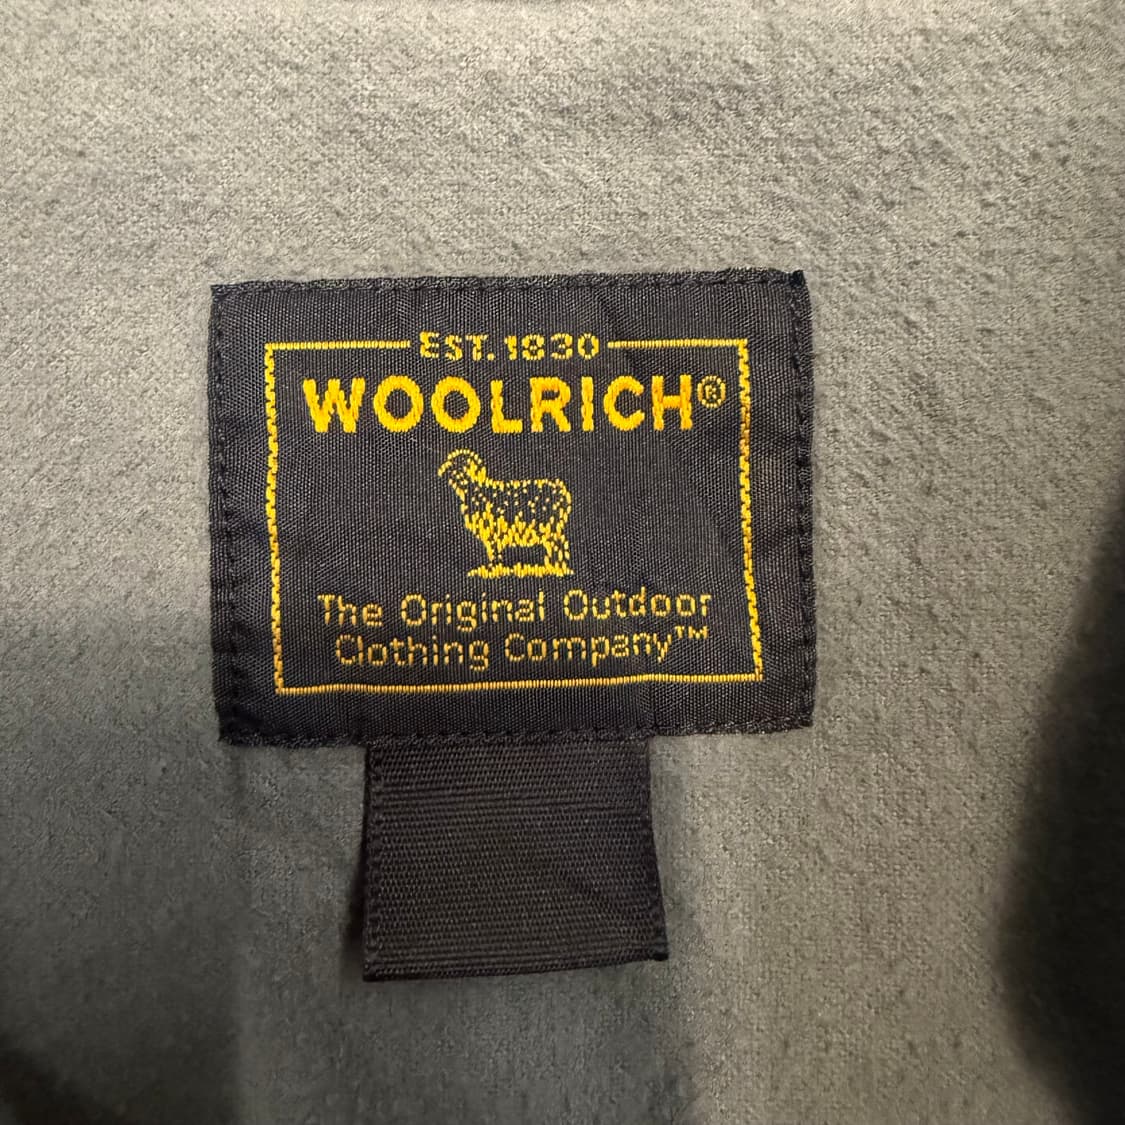 EST. 1830
WOOLRICH®
The Original Outdoor
Clothing Company™